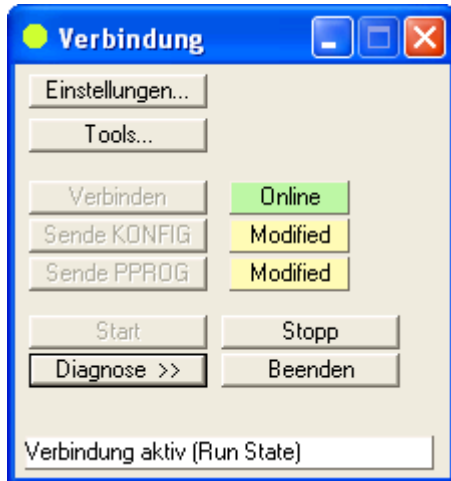 Verbindung
Einstellungen...
Tools...
Verbinden Online
Sende KONFIG Modified
Sende PPROG Modified
Start Stopp
Diagnose >> Beenden
Verbindung aktiv (Run State)